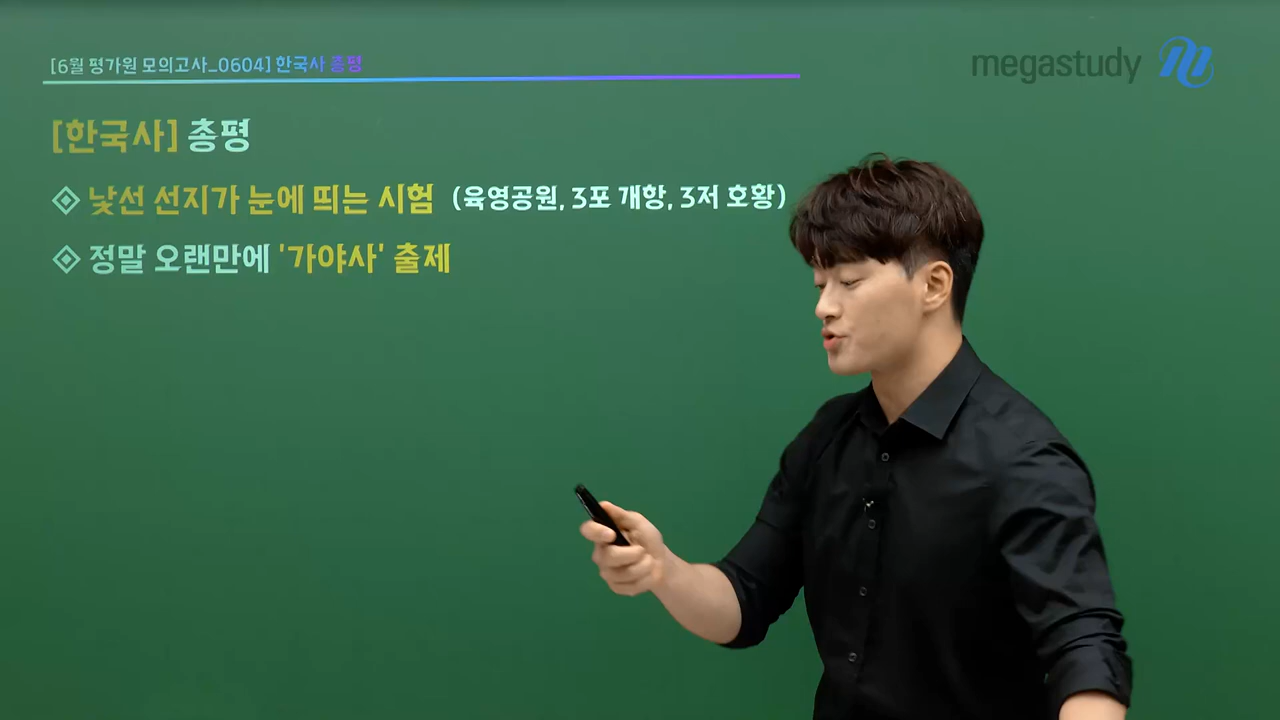 [6월 평가원 모의고사_0604] 한국사 총평
megastudy
[한국사] 총평
낯선 선지가 눈에 띄는 시험 (육영공원, 3포 개항, 3저 호황)
정말 오랜만에 '가야사' 출제